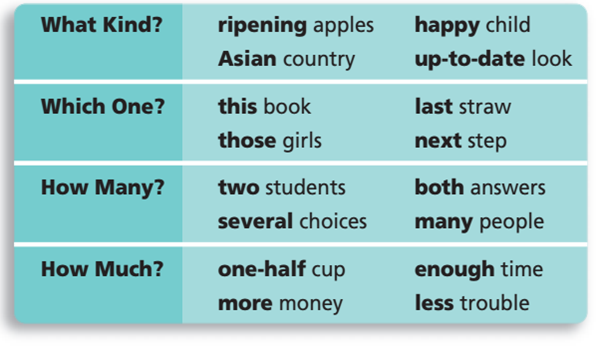 What Kind? ripening apples happy child
Asian country up-to-date look
Which One? this book last straw
those girls next step
How Many? two students both answers
several choices many people
How Much? one-half cup enough time
more money less trouble